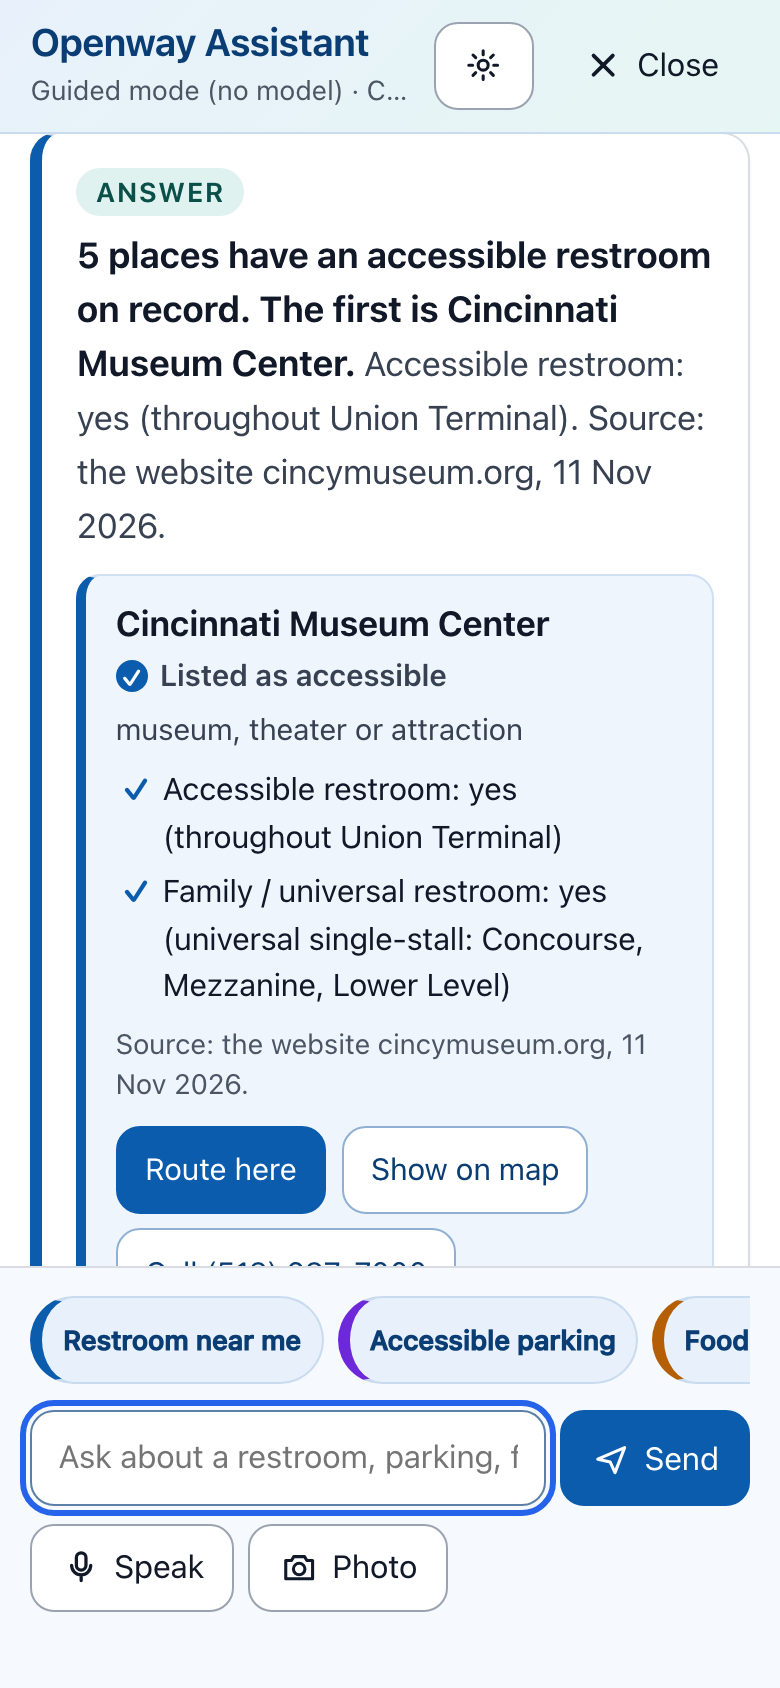 Openway Assistant
Guided mode (no model) · C...
Close
ANSWER
5 places have an accessible restroom
on record. The first is Cincinnati
Museum Center. Accessible restroom:
yes (throughout Union Terminal). Source:
the website cincymuseum.org, 11 Nov
2026.
Cincinnati Museum Center
Listed as accessible
museum, theater or attraction
Accessible restroom: yes
(throughout Union Terminal)
Family / universal restroom: yes
(universal single-stall: Concourse,
Mezzanine, Lower Level)
Source: the website cincymuseum.org, 11
Nov 2026.
Route here
Show on map
Restroom near me
Accessible parking
Food
Ask about a restroom, parking, f
Send
Speak
Photo